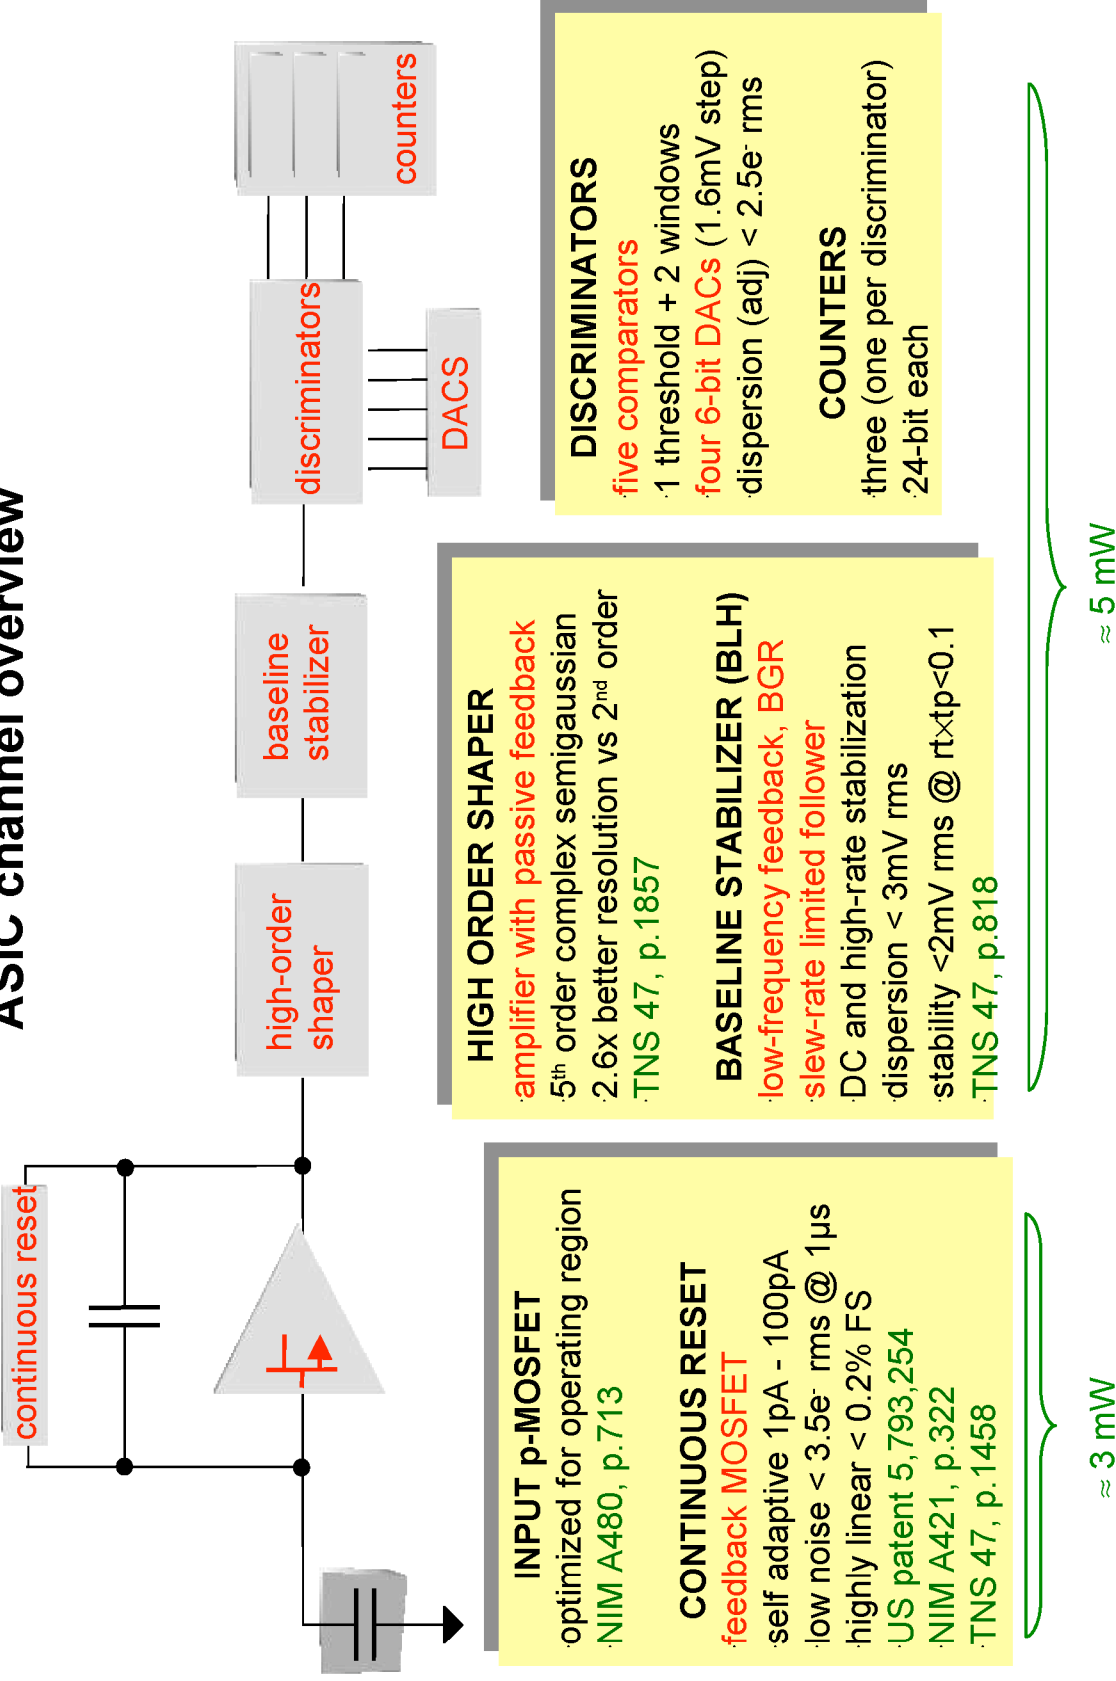 ASIC channel overview
continuous reset
high-order
shaper
baseline
stabilizer
discriminators
counters
DACS
INPUT p-MOSFET
·optimized for operating region
·NIM A480, p.713
CONTINUOUS RESET
·feedback MOSFET
·self adaptive 1pA - 100pA
·low noise < 3.5e- rms @ 1µs
·highly linear < 0.2% FS
·US patent 5,793,254
·NIM A421, p.322
·TNS 47, p.1458
≈ 3 mW
HIGH ORDER SHAPER
·amplifier with passive feedback
·5th order complex semigaussian
·2.6x better resolution vs 2nd order
·TNS 47, p.1857
BASELINE STABILIZER (BLH)
·low-frequency feedback, BGR
·slew-rate limited follower
·DC and high-rate stabilization
·dispersion < 3mV rms
·stability <2mV rms @ rt×tp<0.1
·TNS 47, p.818
DISCRIMINATORS
·five comparators
·1 threshold + 2 windows
·four 6-bit DACs (1.6mV step)
·dispersion (adj) < 2.5e- rms
COUNTERS
·three (one per discriminator)
·24-bit each
≈ 5 mW